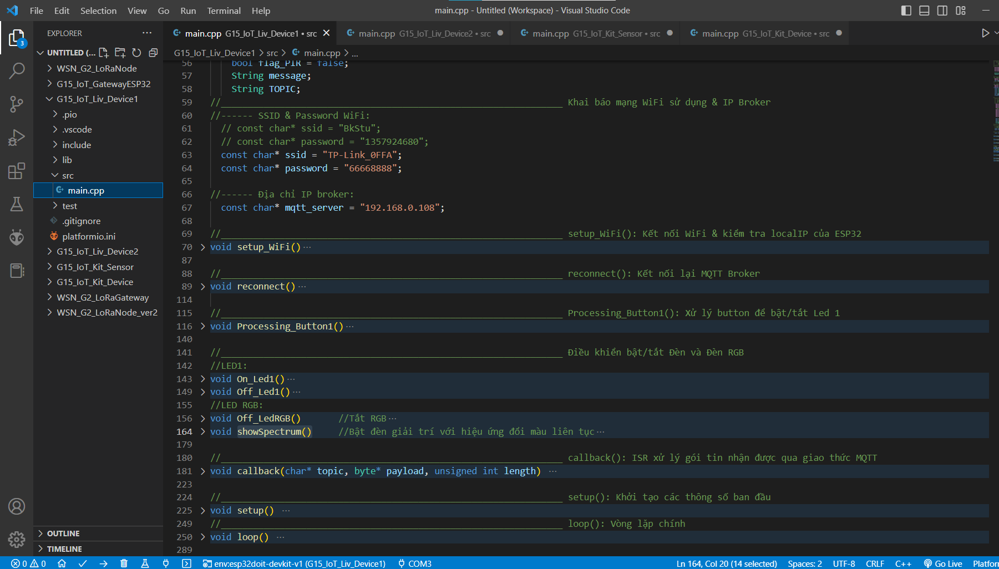 File Edit Selection View Go Run Terminal Help
main.cpp - Untitled (Workspace) - Visual Studio Code
EXPLORER
main.cpp G15_IoT_Liv_Device1 • src
main.cpp G15_IoT_Liv_Device2 • src
main.cpp G15_IoT_Kit_Sensor • src
main.cpp G15_IoT_Kit_Device • src
3
UNTITLED (...
WSN_G2_LoRaNode
G15_IoT_GatewayESP32
G15_IoT_Liv_Device1
.pio
.vscode
include
lib
src
main.cpp
test
.gitignore
platformio.ini
G15_IoT_Liv_Device2
G15_IoT_Kit_Sensor
G15_IoT_Kit_Device
WSN_G2_LoRaGateway
WSN_G2_LoRaNode_ver2
OUTLINE
TIMELINE
G15_IoT_Liv_Device1 > src > main.cpp > ...
56 bool flag_PIR = false;
57 String message;
58 String TOPIC;
59 //________________________________________________________________ Khai báo mạng WiFi sử dụng & IP Broker
60 //------ SSID & Password WiFi:
61 // const char* ssid = "BkStu";
62 // const char* password = "1357924680";
63 const char* ssid = "TP-Link_0FFA";
64 const char* password = "66668888";
65
66 //------ Địa chỉ IP broker:
67 const char* mqtt_server = "192.168.0.108";
68
69 //________________________________________________________________ setup_WiFi(): Kết nối WiFi & kiểm tra localIP của ESP32
70 void setup_WiFi() ...
87
88 //________________________________________________________________ reconnect(): Kết nối lại MQTT Broker
89 void reconnect() ...
114
115 //________________________________________________________________ Processing_Button1(): Xử lý button để bật/tắt Led 1
116 void Processing_Button1() ...
140
141 //________________________________________________________________ Điều khiển bật/tắt Đèn và Đèn RGB
142 //LED1:
143 void On_Led1() ...
149 void Off_Led1() ...
155 //LED RGB:
156 void Off_LedRGB() //Tắt RGB ...
164 void showSpectrum() //Bật đèn giải trí với hiệu ứng đổi màu liên tục ...
179
180 //________________________________________________________________ callback(): ISR xử lý gói tin nhận được qua giao thức MQTT
181 void callback(char* topic, byte* payload, unsigned int length) ...
223
224 //________________________________________________________________ setup(): Khởi tạo các thông số ban đầu
225 void setup() ...
249 //________________________________________________________________ loop(): Vòng lặp chính
250 void loop() ...
289
0 0 env:esp32doit-devkit-v1 (G15_IoT_Liv_Device1) COM3 Ln 164, Col 20 (14 selected) Spaces: 2 UTF-8 CRLF C++ Go Live Platfor